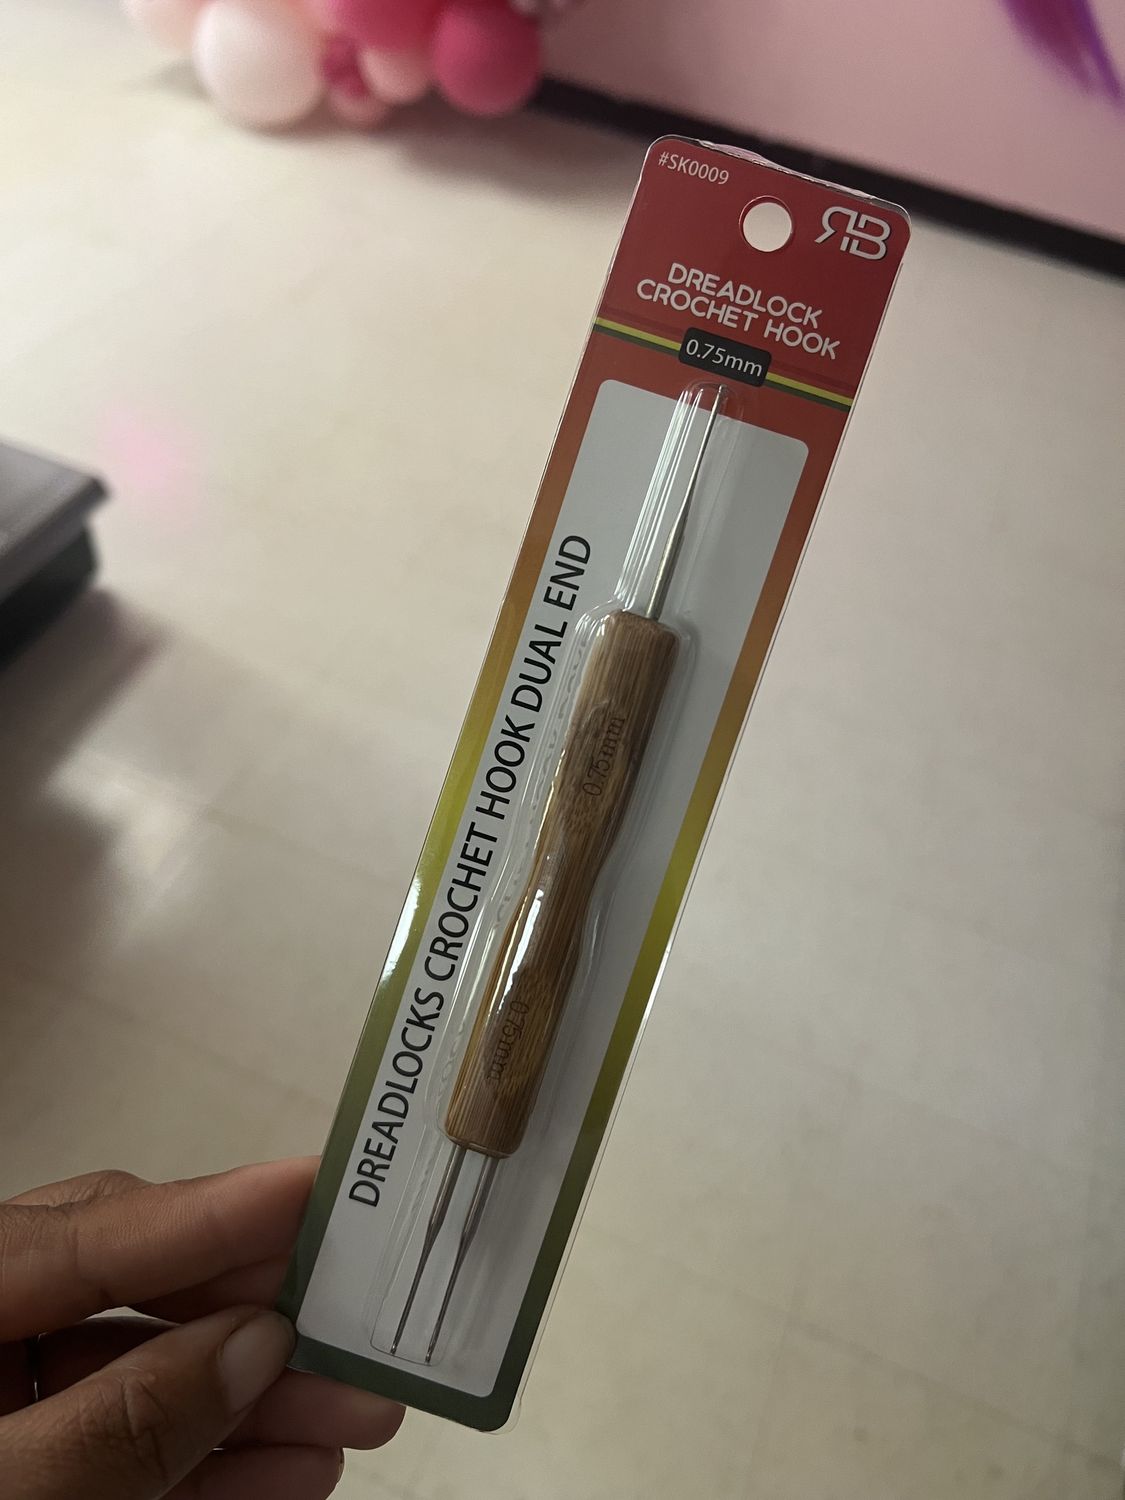 #SK0009
RB
DREADLOCK
CROCHET HOOK
0.75mm
DREADLOCKS CROCHET HOOK DUAL END
0.75mm
0.75mm